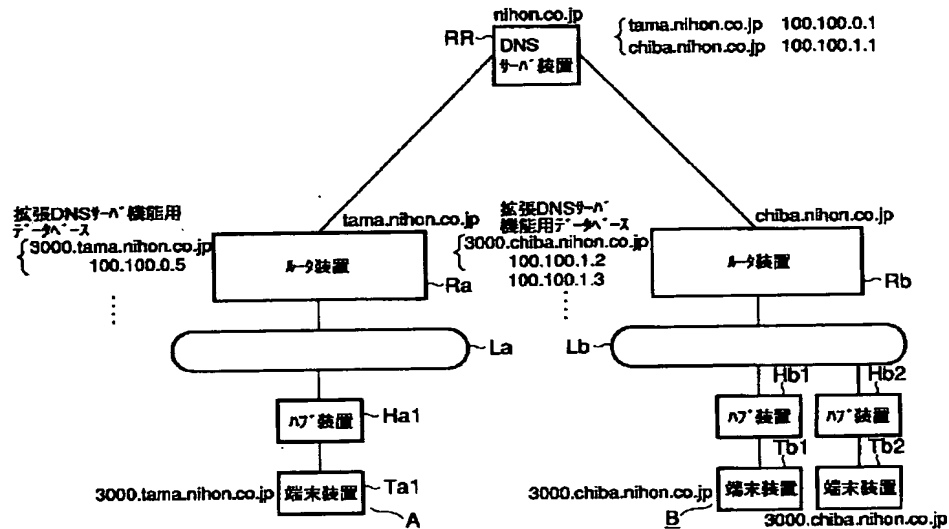 nihon.co.jp
RR
DNS
ｻｰﾊﾞ装置
tama.nihon.co.jp 100.100.0.1
chiba.nihon.co.jp 100.100.1.1
拡張DNSｻｰﾊﾞ機能用
ﾃﾞｰﾀﾍﾞｰｽ
3000.tama.nihon.co.jp
100.100.0.5
tama.nihon.co.jp
ﾙｰﾀ装置
Ra
拡張DNSｻｰﾊﾞ
機能用ﾃﾞｰﾀﾍﾞｰｽ
3000.chiba.nihon.co.jp
100.100.1.2
100.100.1.3
chiba.nihon.co.jp
ﾙｰﾀ装置
Rb
La
Lb
ﾊﾌﾞ装置
Ha1
Hb1
ﾊﾌﾞ装置
Hb2
ﾊﾌﾞ装置
3000.tama.nihon.co.jp
端末装置
Ta1
A
3000.chiba.nihon.co.jp
Tb1
端末装置
B
Tb2
端末装置
3000.chiba.nihon.co.jp